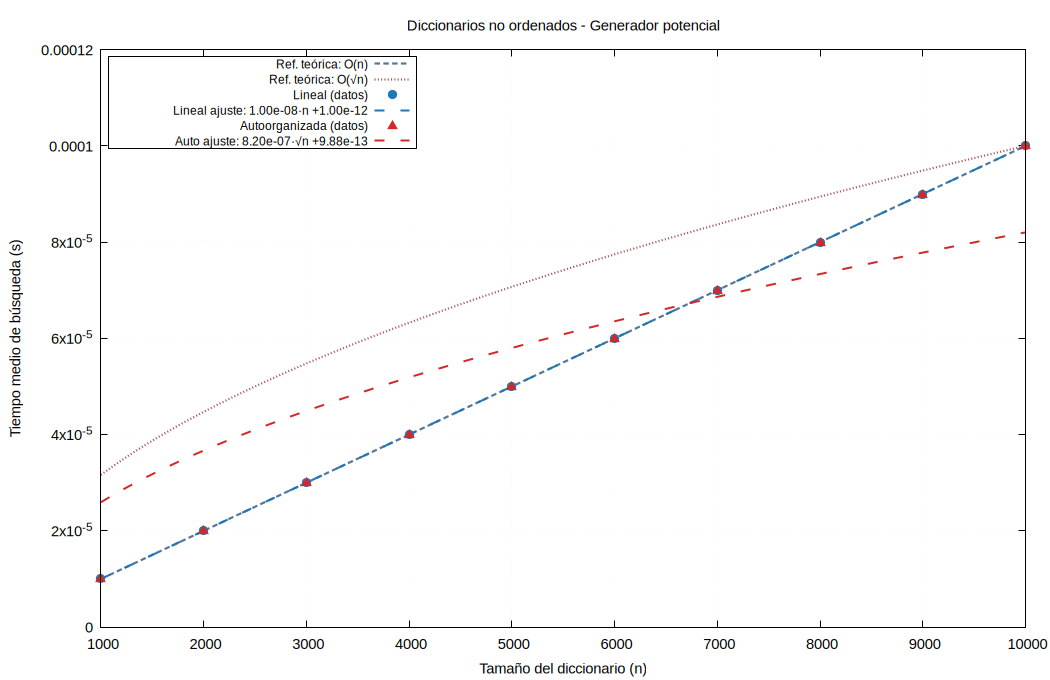 Diccionarios no ordenados - Generador potencial
Ref. teórica: O(n)
Ref. teórica: O(√n)
Lineal (datos)
Lineal ajuste: 1.00e-08·n +1.00e-12
Autoorganizada (datos)
Auto ajuste: 8.20e-07·√n +9.88e-13
0.00012
0.0001
8x10⁻⁵
6x10⁻⁵
4x10⁻⁵
2x10⁻⁵
0
Tiempo medio de búsqueda (s)
1000 2000 3000 4000 5000 6000 7000 8000 9000 10000
Tamaño del diccionario (n)